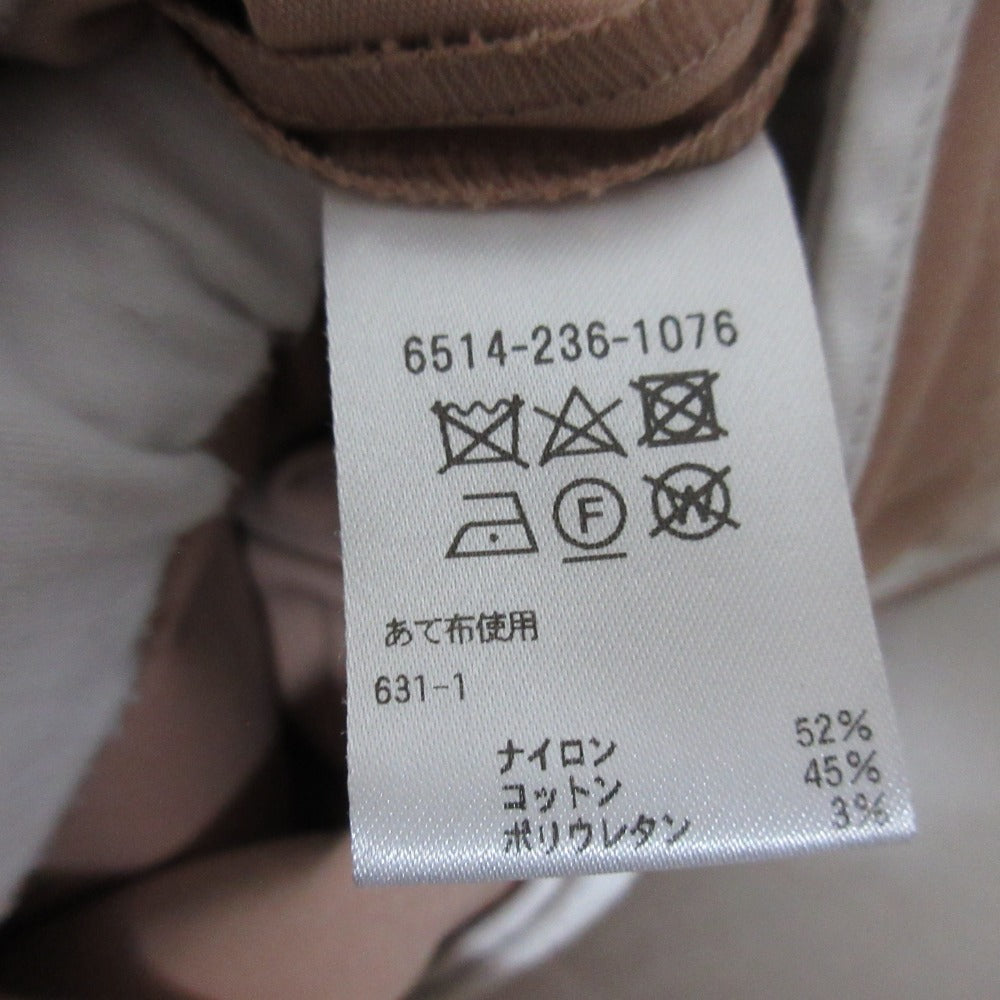 6514-236-1076
F W
あて布使用
631-1
ナイロン 52%
コットン 45%
ポリウレタン 3%